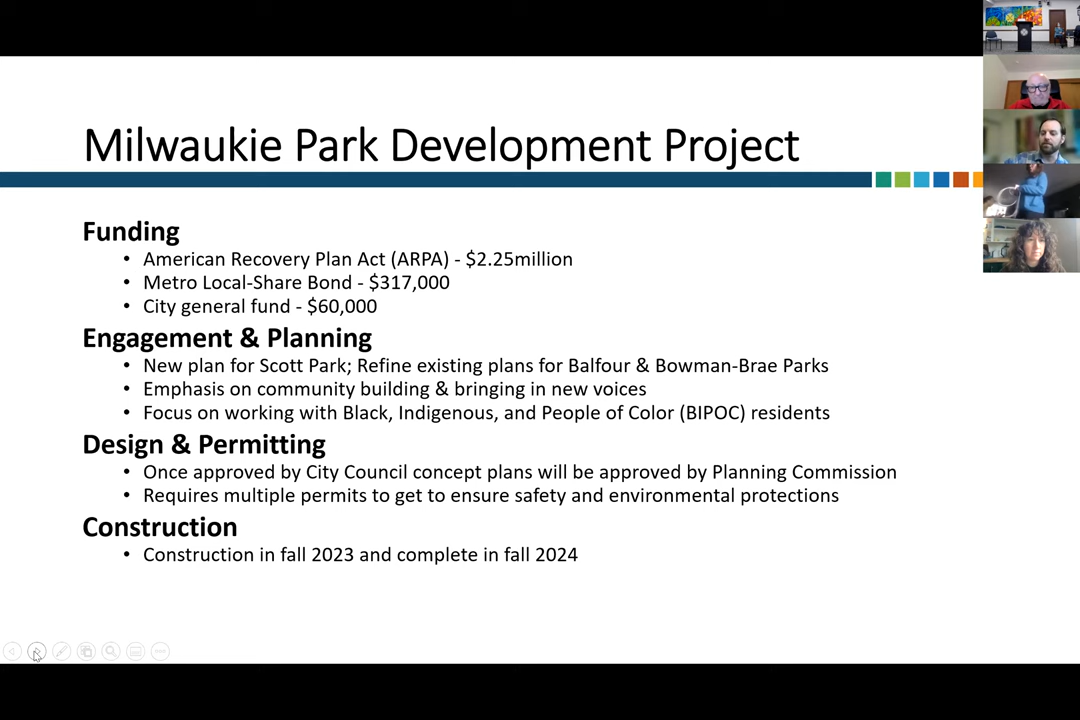 Milwaukie Park Development Project
Funding
• American Recovery Plan Act (ARPA) - $2.25million
• Metro Local-Share Bond - $317,000
• City general fund - $60,000
Engagement & Planning
• New plan for Scott Park; Refine existing plans for Balfour & Bowman-Brae Parks
• Emphasis on community building & bringing in new voices
• Focus on working with Black, Indigenous, and People of Color (BIPOC) residents
Design & Permitting
• Once approved by City Council concept plans will be approved by Planning Commission
• Requires multiple permits to get to ensure safety and environmental protections
Construction
• Construction in fall 2023 and complete in fall 2024